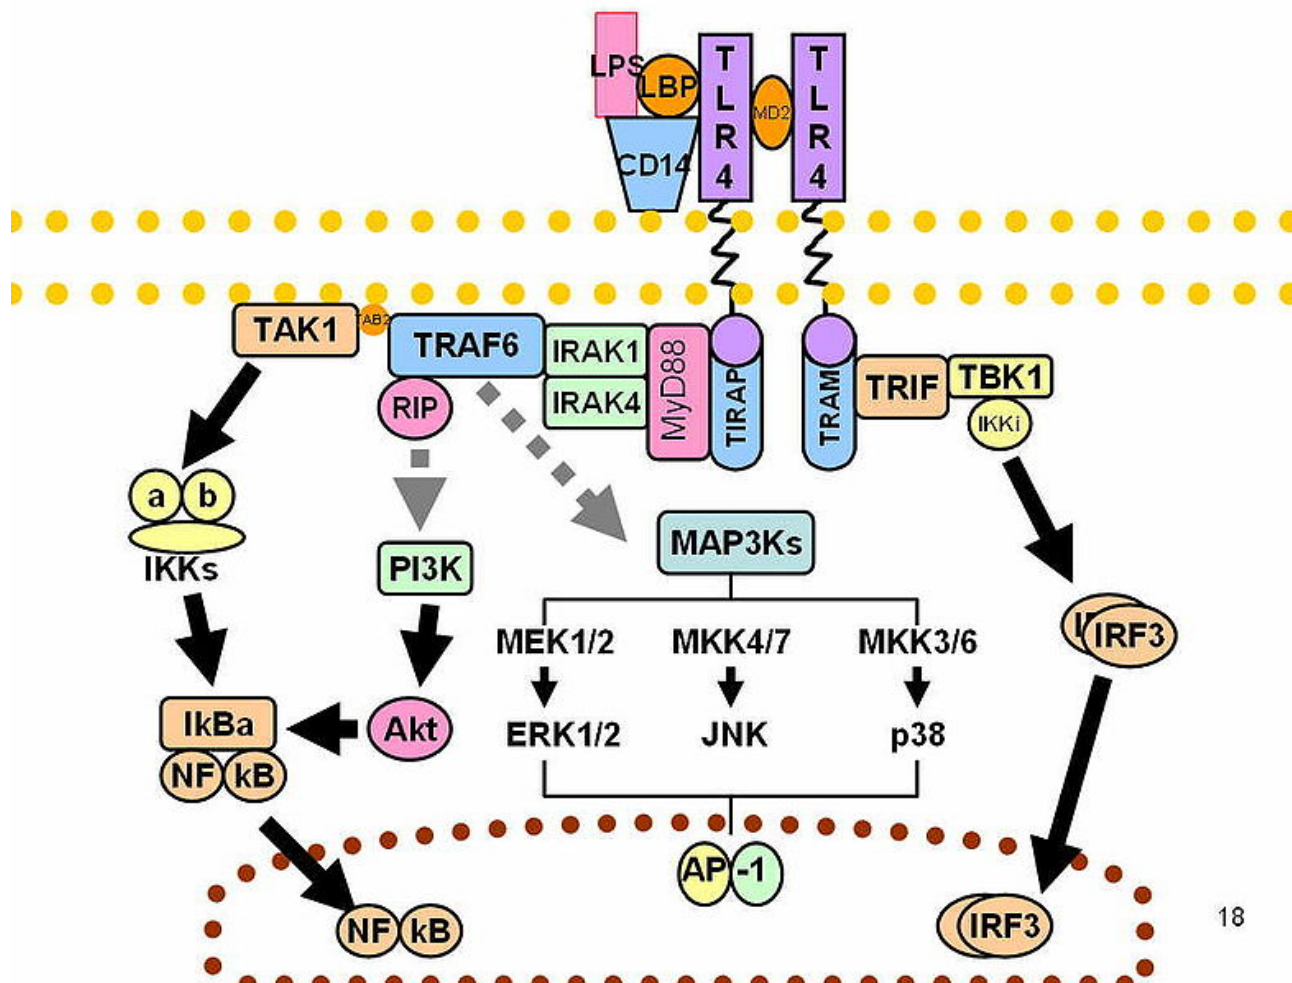 LPS
LBP
CD14
TLR4
MD2
TLR4
TAK1
TAB2
TRAF6
IRAK1
IRAK4
MyD88
TIRAP
TRAM
TRIF
TBK1
IKKi
RIP
a b
IKKs
PI3K
MAP3Ks
MEK1/2
MKK4/7
MKK3/6
IRF3
IkBa
NF kB
Akt
ERK1/2
JNK
p38
AP -1
NF kB
IRF3
18